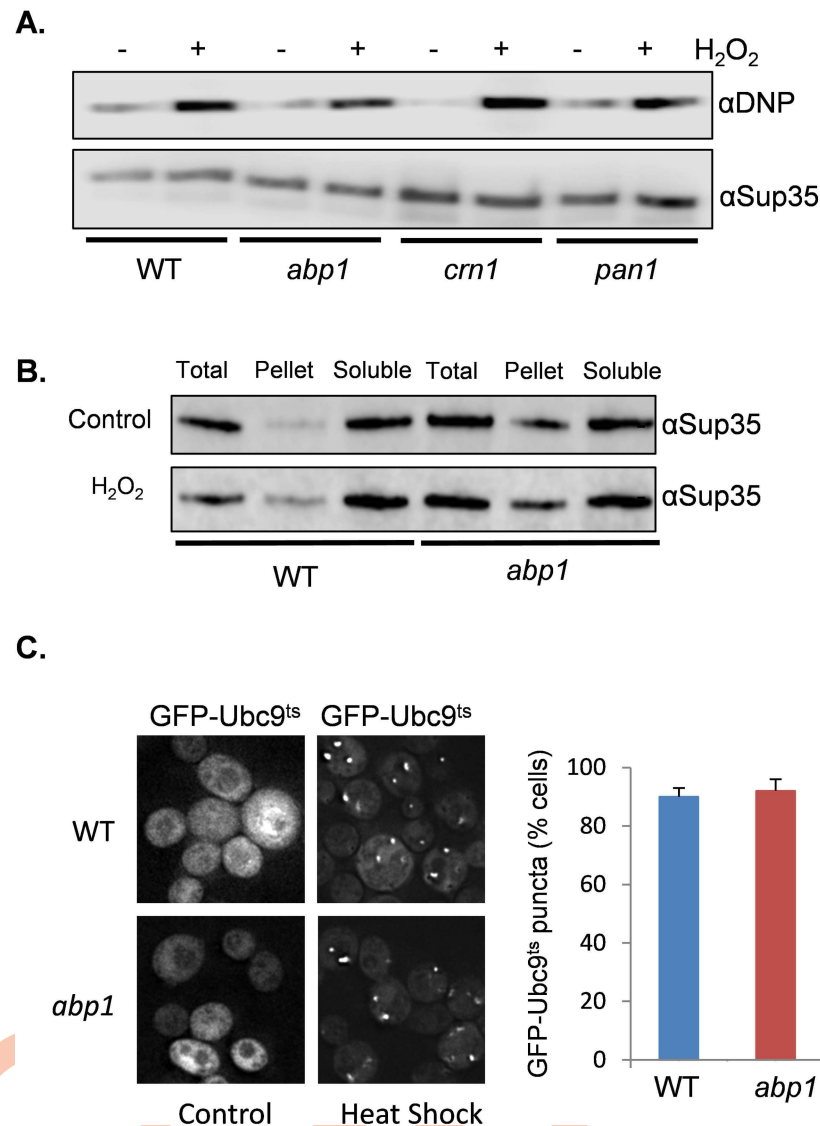 A.
- + - + - + - + H₂O₂
αDNP
αSup35
WT abp1 crn1 pan1
B.
Total Pellet Soluble Total Pellet Soluble
Control αSup35
H₂O₂ αSup35
WT abp1
C.
GFP-Ubc9ᵗˢ GFP-Ubc9ᵗˢ
WT
abp1
Control Heat Shock
GFP-Ubc9ᵗˢ puncta (% cells)
100
80
60
40
20
0
WT abp1